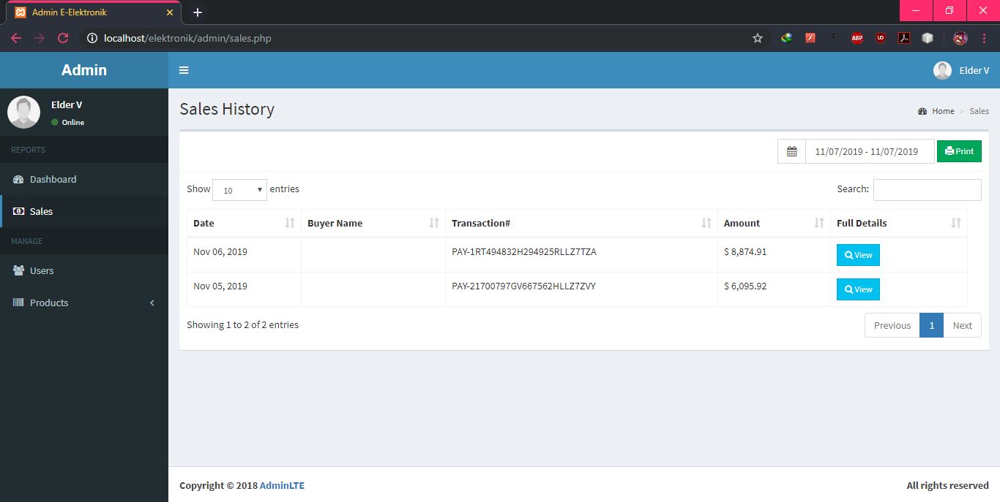 Admin E-Elektronik
localhost/elektronik/admin/sales.php
ABP
UD
Admin
Elder V
Elder V
Online
REPORTS
Dashboard
Sales
MANAGE
Users
Products
Sales History
Home > Sales
11/07/2019 - 11/07/2019
Print
Show 10 entries
Search:
Date Buyer Name Transaction# Amount Full Details
Nov 06, 2019 PAY-1RT494832H294925RLLZ7TZA $ 8,874.91 View
Nov 05, 2019 PAY-21700797GV667562HLLZ7ZVY $ 6,095.92 View
Showing 1 to 2 of 2 entries
Previous 1 Next
Copyright © 2018 AdminLTE
All rights reserved